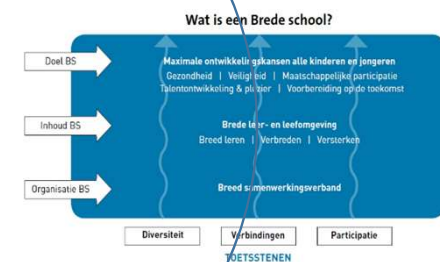 Wat is een Brede school?
Doel BS
Maximale ontwikkelingskansen alle kinderen en jongeren
Gezondheid | Veiligheid | Maatschappelijke participatie
Talentontwikkeling & plezier | Voorbereiding op de toekomst
Inhoud BS
Brede leer- en leefomgeving
Breed leren | Verbreden | Versterken
Organisatie BS
Breed samenwerkingsverband
Diversiteit
Verbindingen
Participatie
TOETSSTENEN